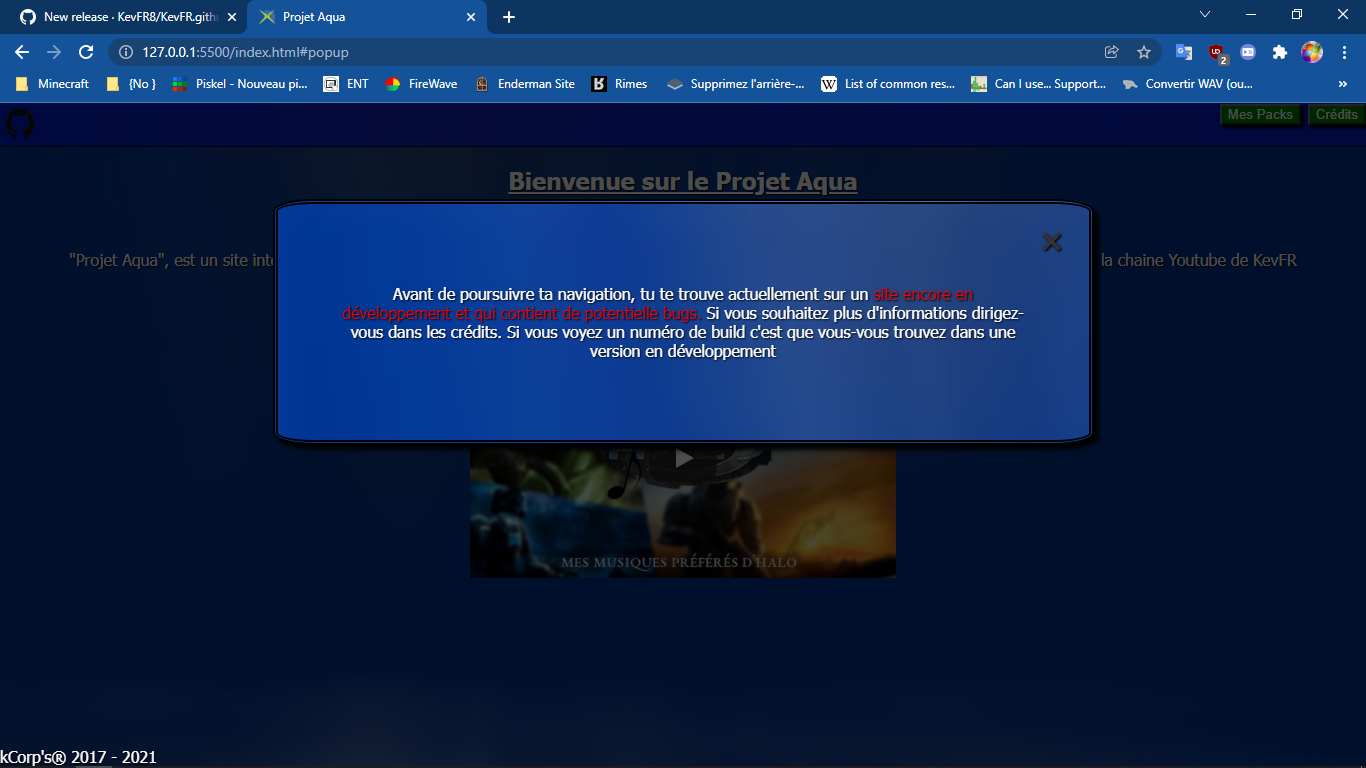 New release · KevFR8/KevFR.githu
Projet Aqua
127.0.0.1:5500/index.html#popup
2
Minecraft
{No }
Piskel - Nouveau pi...
ENT
FireWave
Enderman Site
Rimes
Supprimez l'arrière-...
List of common res...
Can I use... Support...
Convertir WAV (ou...
»
Mes Packs
Crédits
Bienvenue sur le Projet Aqua
"Projet Aqua", est un site
la chaine Youtube de KevFR
Avant de poursuivre ta navigation, tu te trouve actuellement sur un site encore en
développement et qui contient de potentielle bugs. Si vous souhaitez plus d'informations dirigez-
vous dans les crédits. Si vous voyez un numéro de build c'est que vous-vous trouvez dans une
version en développement
MES MUSIQUES PRÉFÉRÉS D'HALO
kCorp's® 2017 - 2021